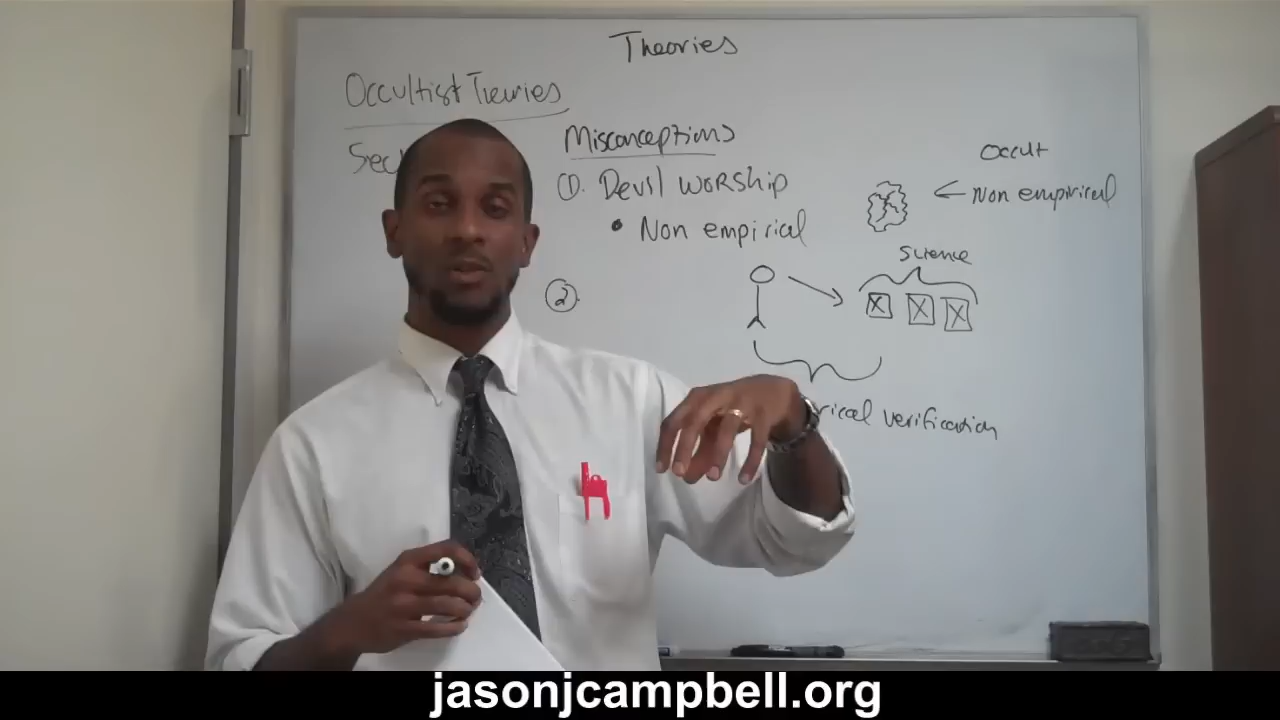 Theories
Occultist Theories
Misconceptions
①. Devil worship
• Non empirical
②.
Occult
← Non empirical
Science
verification
jasonjcampbell.org